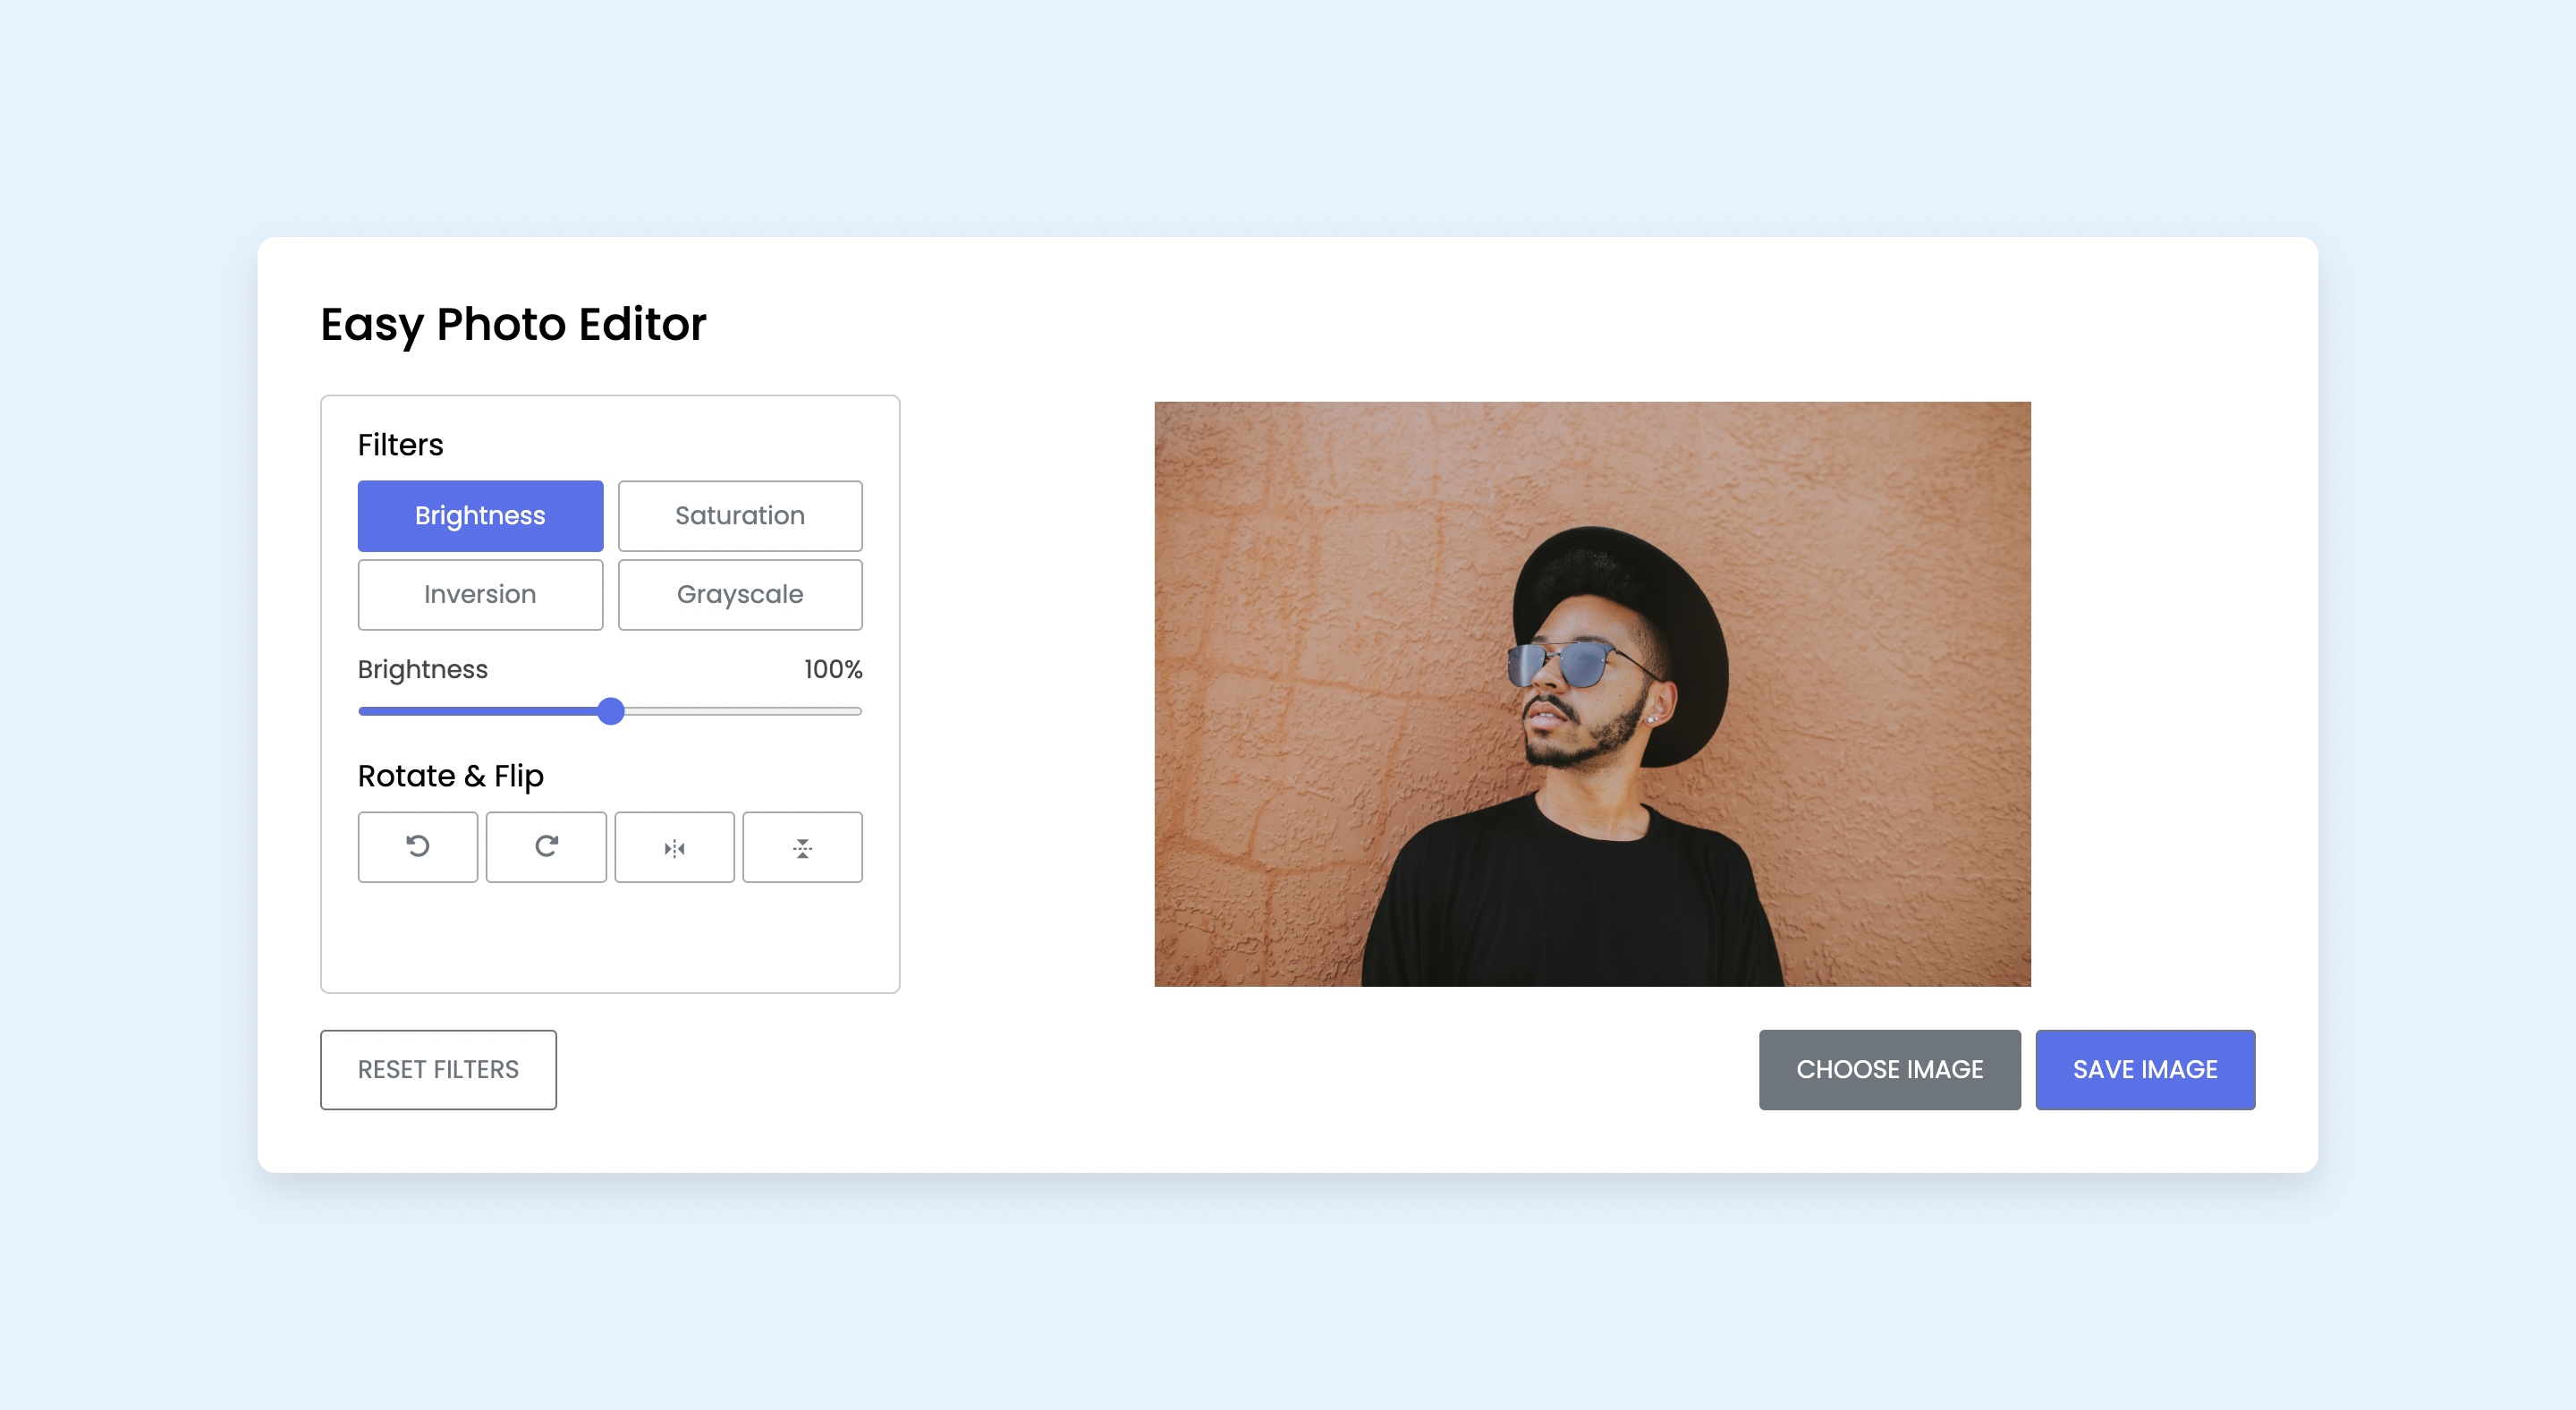 Easy Photo Editor
Filters
Brightness
Saturation
Inversion
Grayscale
Brightness 100%
Rotate & Flip
RESET FILTERS
CHOOSE IMAGE
SAVE IMAGE